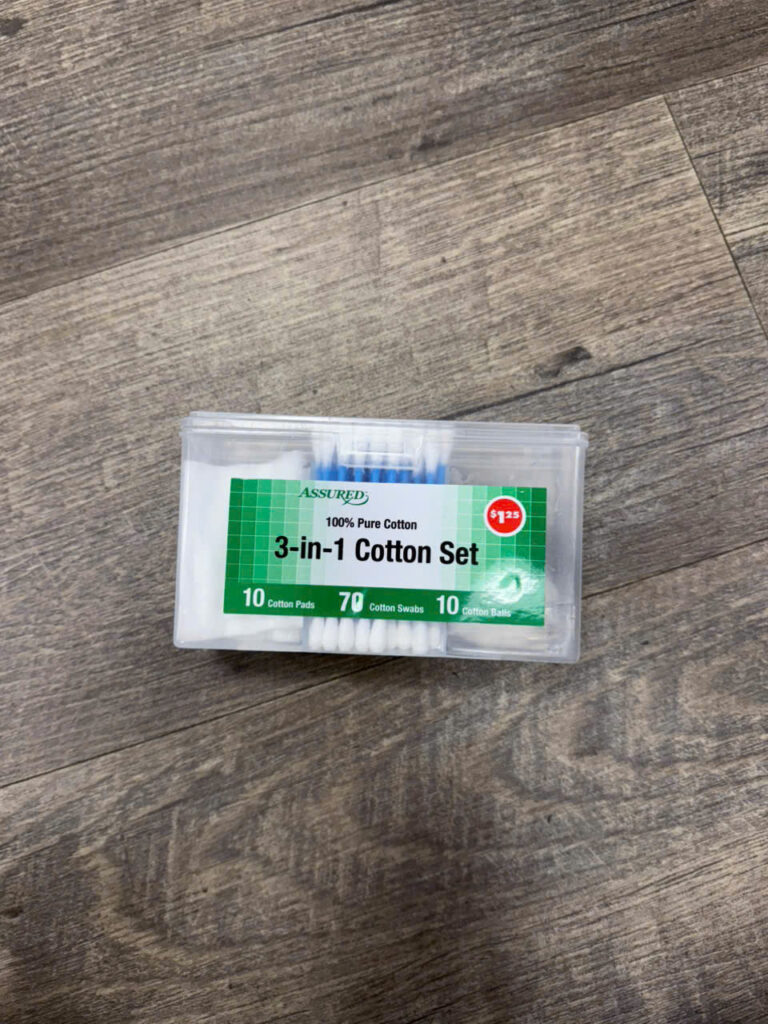 ASSURED
$1.25
100% Pure Cotton
3-in-1 Cotton Set
10 Cotton Pads 70 Cotton Swabs 10 Cotton Balls